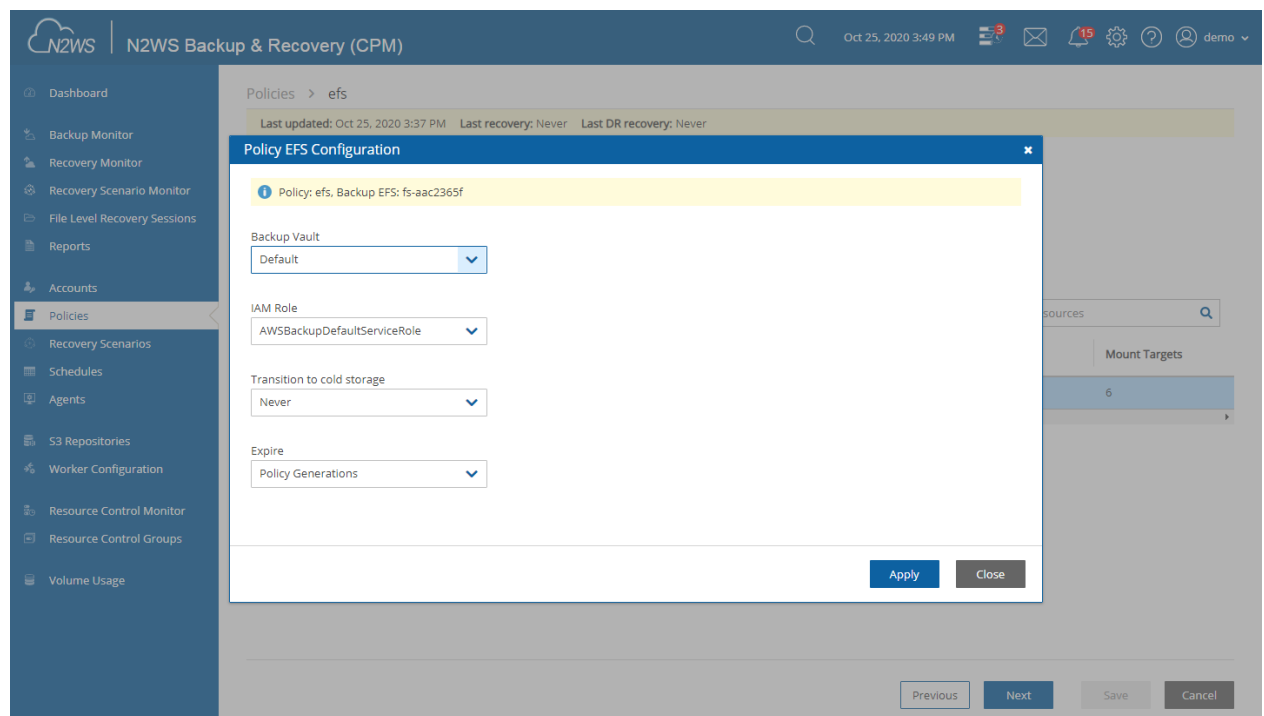 N2WS
N2WS Backup & Recovery (CPM)
Oct 25, 2020 3:49 PM
3
15
demo
Dashboard
Backup Monitor
Recovery Monitor
Recovery Scenario Monitor
File Level Recovery Sessions
Reports
Accounts
Policies
Recovery Scenarios
Schedules
Agents
S3 Repositories
Worker Configuration
Resource Control Monitor
Resource Control Groups
Volume Usage
Policies > efs
Last updated: Oct 25, 2020 3:37 PM Last recovery: Never Last DR recovery: Never
Policy EFS Configuration
Policy: efs, Backup EFS: fs-aac2365f
Backup Vault
Default
IAM Role
AWSBackupDefaultServiceRole
Transition to cold storage
Never
Expire
Policy Generations
Apply Close
sources
Mount Targets
6
Previous Next Save Cancel